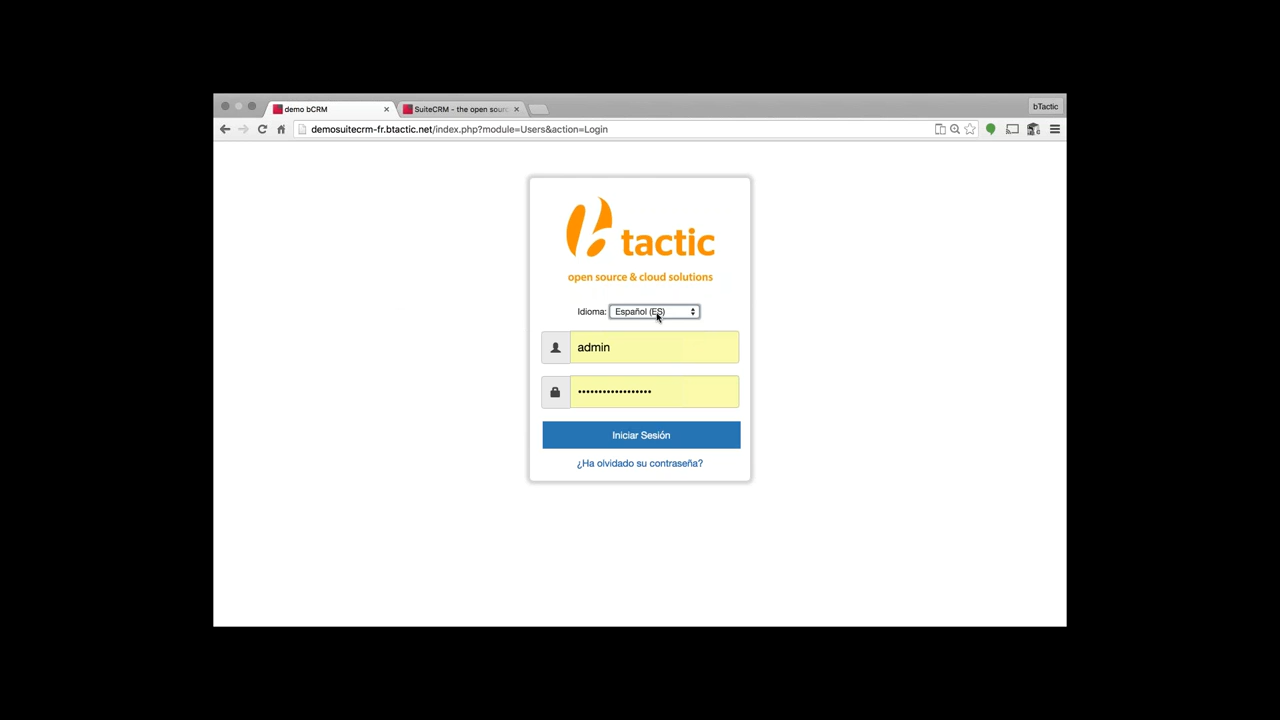 demo bCRM
SuiteCRM - the open sour
bTactic
demosuitecrm-fr.btactic.net/index.php?module=Users&action=Login
tactic
open source & cloud solutions
Idioma: Español (ES)
admin
••••••••••••••••••
Iniciar Sesión
¿Ha olvidado su contraseña?